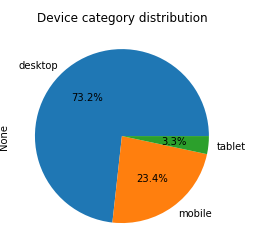 Device category distribution
desktop
73.2%
None
3.3%
tablet
23.4%
mobile